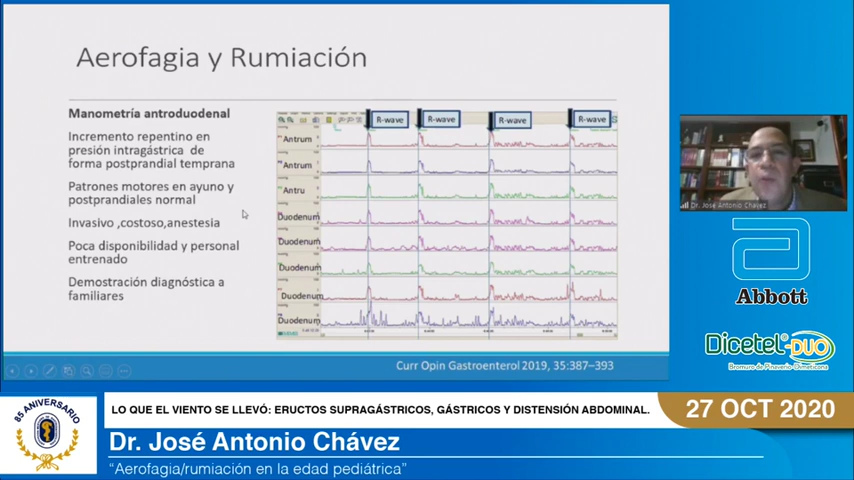 Aerofagia y Rumiación
Manometría antroduodenal
Incremento repentino en
presión intragástrica de
forma postprandial temprana
Patrones motores en ayuno y
postprandiales normal
Invasivo ,costoso,anestesia
Poca disponibilidad y personal
entrenado
Demostración diagnóstica a
familiares
R-wave
R-wave
R-wave
R-wave
Antrum
Antrum
Antru
Duodenum
Duodenum
Duodenum
Duodenum
Duodenum
Curr Opin Gastroenterol 2019, 35:387–393
Dr. José Antonio Chávez
Abbott
Dicetel®-DUO
Bromuro de Pinaverio-Dimeticona
85 ANIVERSARIO
LO QUE EL VIENTO SE LLEVÓ: ERUCTOS SUPRAGÁSTRICOS, GÁSTRICOS Y DISTENSIÓN ABDOMINAL.
27 OCT 2020
Dr. José Antonio Chávez
“Aerofagia/rumiación en la edad pediátrica”